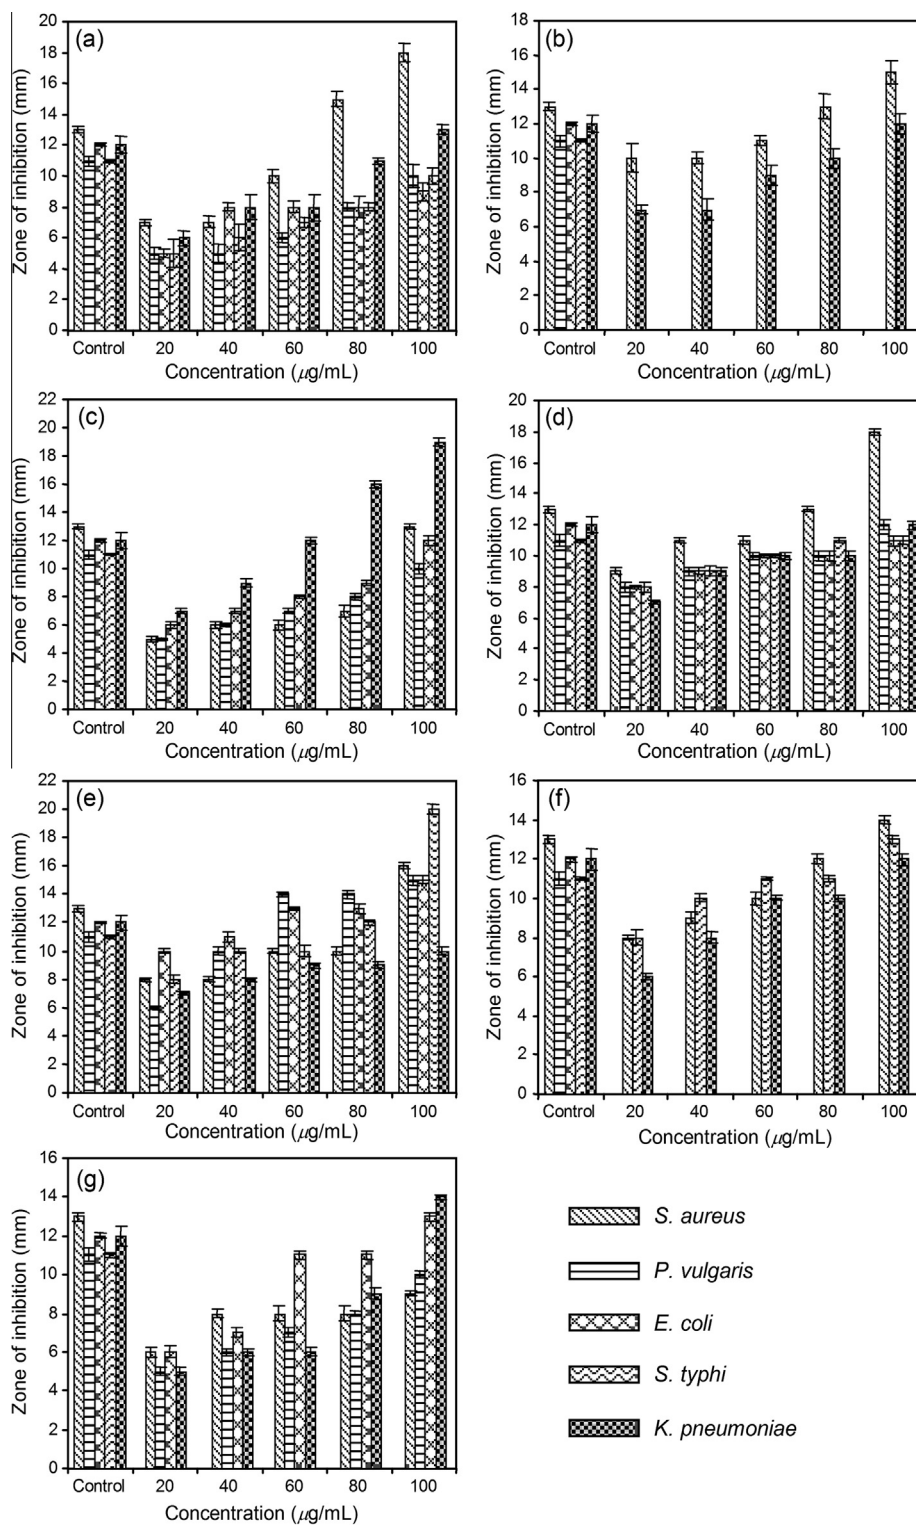 (a)
Zone of inhibition (mm)
20
18
16
14
12
10
8
6
4
2
0
Control 20 40 60 80 100
Concentration (μg/mL)
(b)
Zone of inhibition (mm)
18
16
14
12
10
8
6
4
2
0
Control 20 40 60 80 100
Concentration (μg/mL)
(c)
Zone of inhibition (mm)
22
20
18
16
14
12
10
8
6
4
2
0
Control 20 40 60 80 100
Concentration (μg/mL)
(d)
Zone of inhibition (mm)
20
18
16
14
12
10
8
6
4
2
0
Control 20 40 60 80 100
Concentration (μg/mL)
(e)
Zone of inhibition (mm)
22
20
18
16
14
12
10
8
6
4
2
0
Control 20 40 60 80 100
Concentration (μg/mL)
(f)
Zone of inhibition (mm)
16
14
12
10
8
6
4
2
0
Control 20 40 60 80 100
Concentration (μg/mL)
(g)
Zone of inhibition (mm)
16
14
12
10
8
6
4
2
0
Control 20 40 60 80 100
Concentration (μg/mL)
S. aureus
P. vulgaris
E. coli
S. typhi
K. pneumoniae